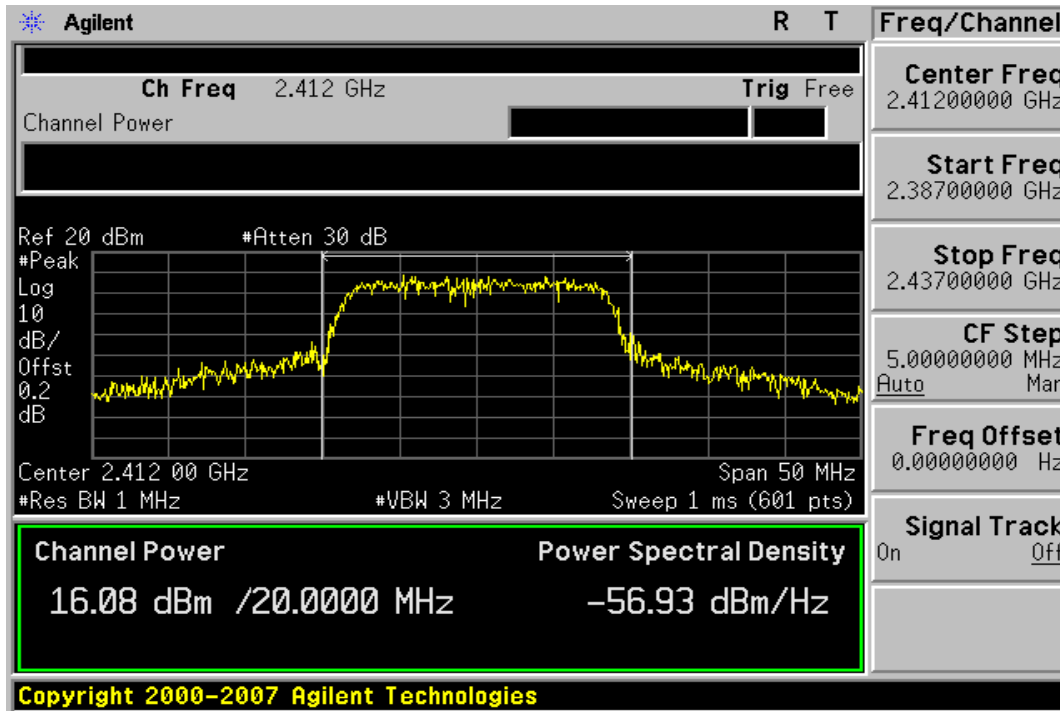 Agilent R T
Ch Freq 2.412 GHz Trig Free
Channel Power
Ref 20 dBm #Atten 30 dB
#Peak
Log
10
dB/
Offst
0.2
dB
Center 2.412 00 GHz Span 50 MHz
#Res BW 1 MHz #VBW 3 MHz Sweep 1 ms (601 pts)
Channel Power Power Spectral Density
16.08 dBm /20.0000 MHz -56.93 dBm/Hz
Copyright 2000-2007 Agilent Technologies
Freq/Channel
Center Freq
2.41200000 GHz
Start Freq
2.38700000 GHz
Stop Freq
2.43700000 GHz
CF Step
5.00000000 MHz
Auto Man
Freq Offset
0.00000000 Hz
Signal Track
On Off